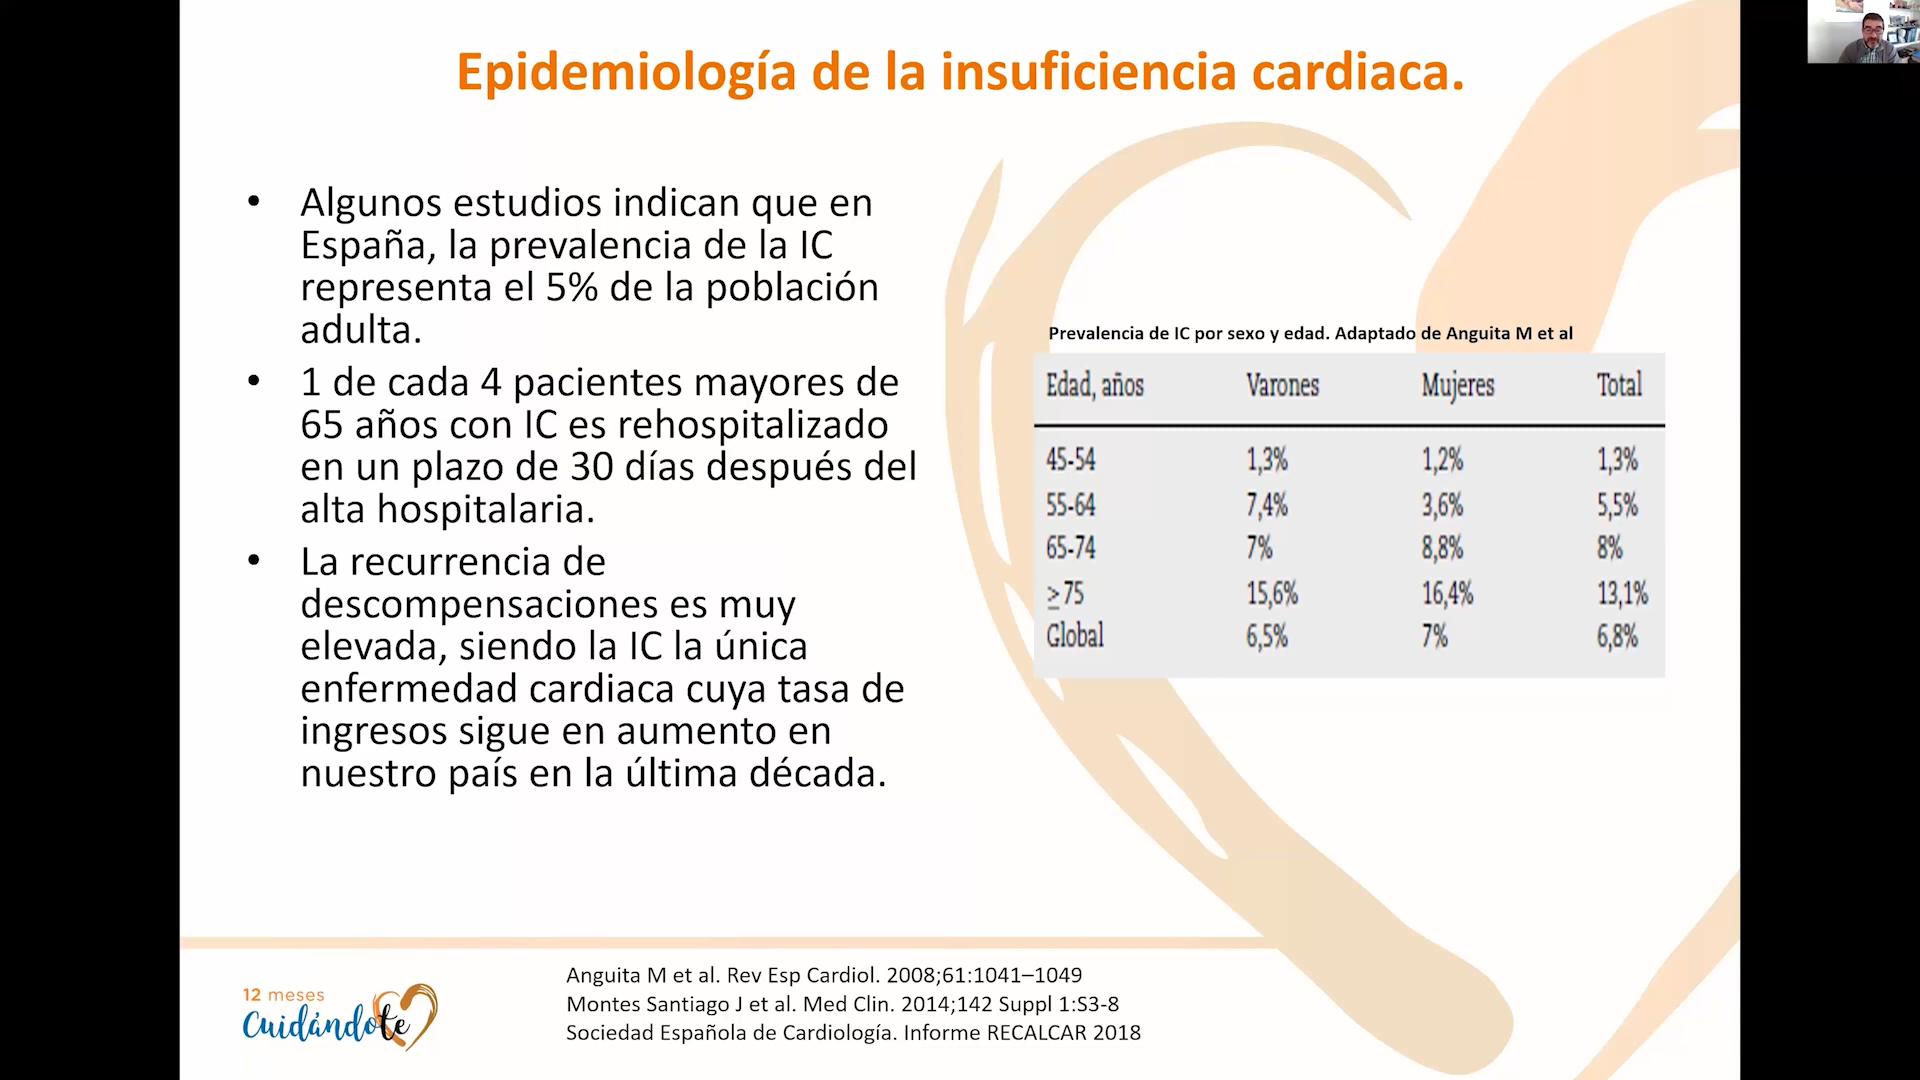 Epidemiología de la insuficiencia cardiaca.
• Algunos estudios indican que en
España, la prevalencia de la IC
representa el 5% de la población
adulta.
• 1 de cada 4 pacientes mayores de
65 años con IC es rehospitalizado
en un plazo de 30 días después del
alta hospitalaria.
• La recurrencia de
descompensaciones es muy
elevada, siendo la IC la única
enfermedad cardiaca cuya tasa de
ingresos sigue en aumento en
nuestro país en la última década.
Prevalencia de IC por sexo y edad. Adaptado de Anguita M et al
Edad, años Varones Mujeres Total
45-54 1,3% 1,2% 1,3%
55-64 7,4% 3,6% 5,5%
65-74 7% 8,8% 8%
≥75 15,6% 16,4% 13,1%
Global 6,5% 7% 6,8%
12 meses
Cuidándote
Anguita M et al. Rev Esp Cardiol. 2008;61:1041–1049
Montes Santiago J et al. Med Clin. 2014;142 Suppl 1:S3-8
Sociedad Española de Cardiología. Informe RECALCAR 2018